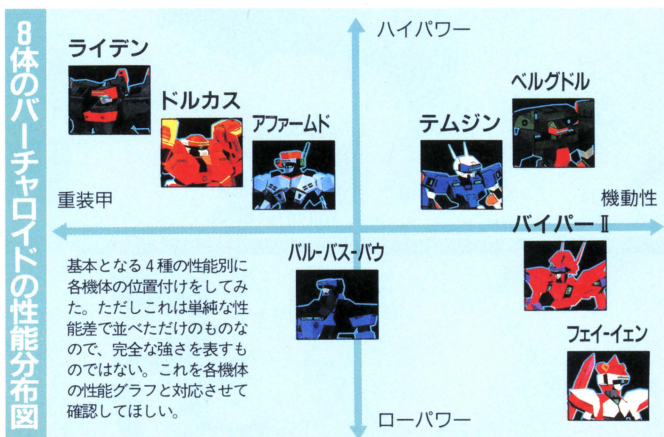 8体のバーチャロイドの性能分布図
ハイパワー
ライデン
ドルカス
アファームド
テムジン
ベルグドル
重装甲
機動性
バル-バス-バウ
バイパーⅡ
フェイ-イェン
基本となる4種の性能別に
各機体の位置付けをしてみ
た。ただしこれは単純な性
能差で並べただけのものな
ので、完全な強さを表すも
のではない。これを各機体
の性能グラフと対応させて
確認してほしい。
ローパワー